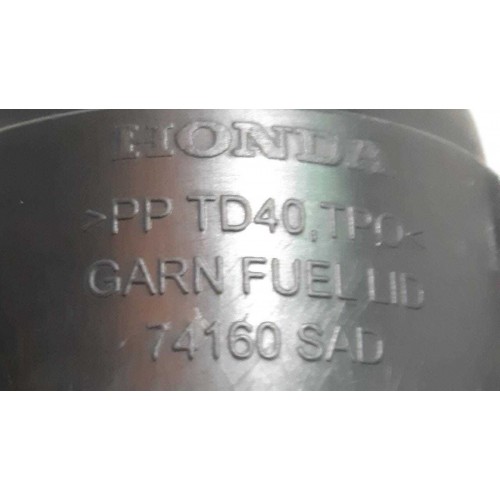 HONDA
>PP TD40,TPO<
GARN FUEL LID
74160 SAD